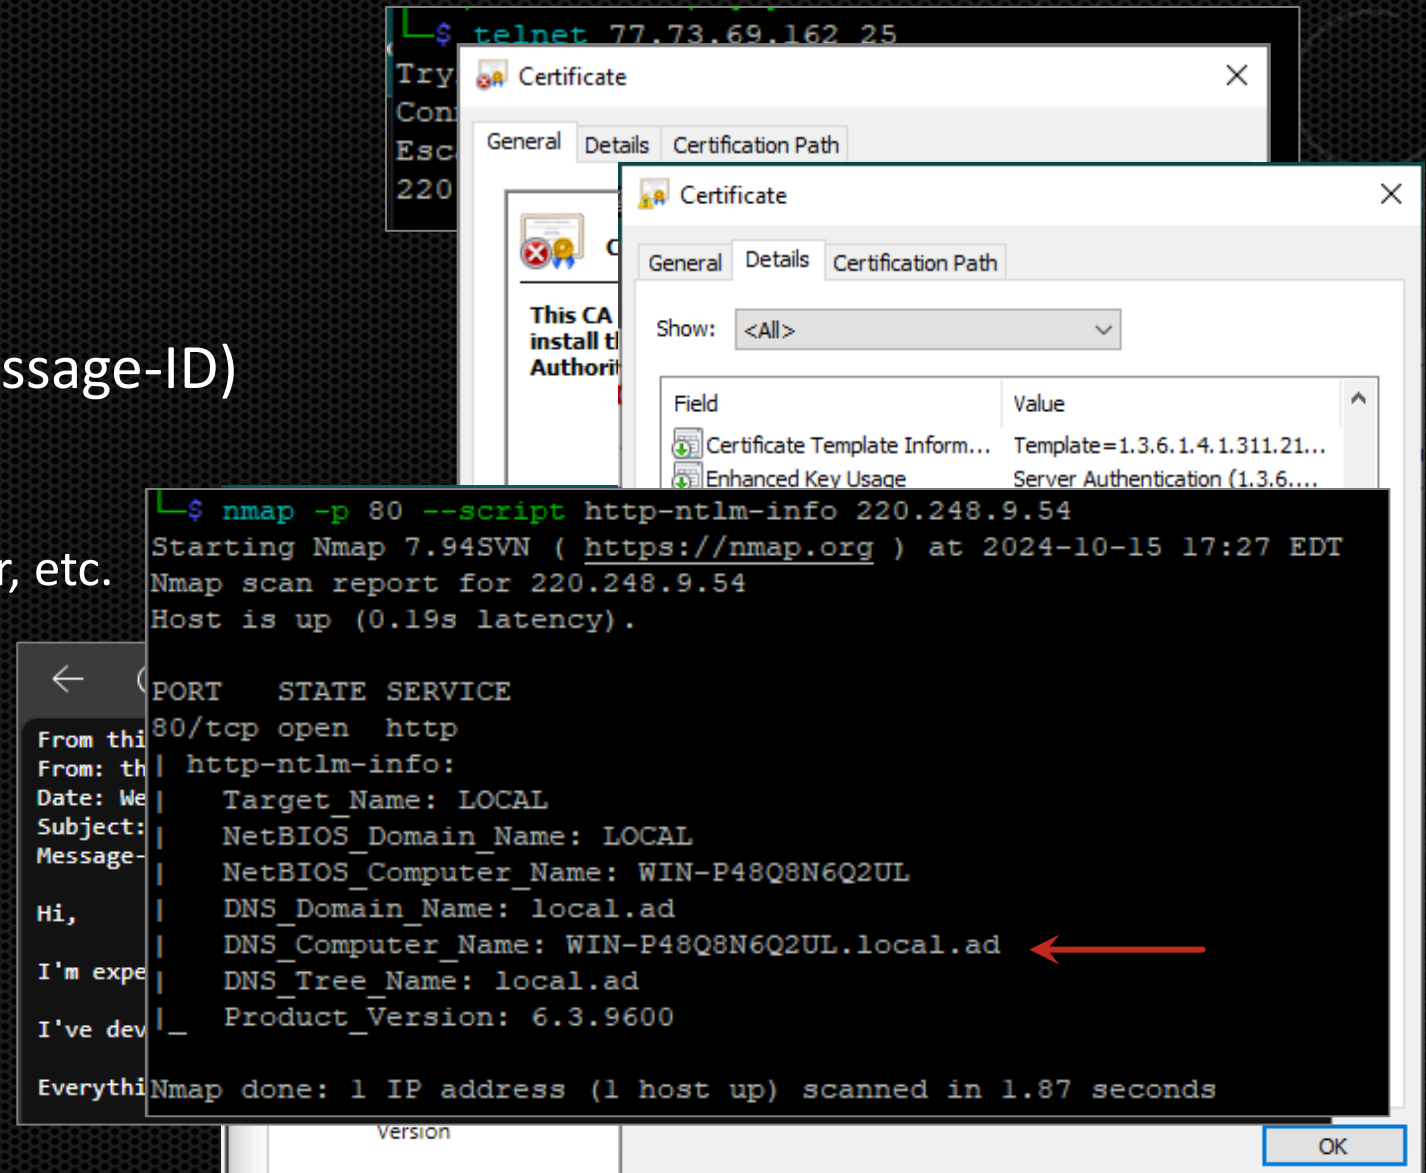 └─$ telnet 77.73.69.162 25
Try
Con
Esc
220
Certificate
General Details Certification Path
This CA
install t
Authori
Certificate
General Details Certification Path
Show: <All>
Field Value
Certificate Template Inform... Template=1.3.6.1.4.1.311.21...
Enhanced Key Usage Server Authentication (1.3.6....
ssage-ID)
r, etc.
└─$ nmap -p 80 --script http-ntlm-info 220.248.9.54
Starting Nmap 7.94SVN ( https://nmap.org ) at 2024-10-15 17:27 EDT
Nmap scan report for 220.248.9.54
Host is up (0.19s latency).
PORT STATE SERVICE
80/tcp open http
| http-ntlm-info:
| Target_Name: LOCAL
| NetBIOS_Domain_Name: LOCAL
| NetBIOS_Computer_Name: WIN-P48Q8N6Q2UL
| DNS_Domain_Name: local.ad
| DNS_Computer_Name: WIN-P48Q8N6Q2UL.local.ad
| DNS_Tree_Name: local.ad
|_ Product_Version: 6.3.9600
Nmap done: 1 IP address (1 host up) scanned in 1.87 seconds
From thi
From: th
Date: We
Subject:
Message-
Hi,
I'm expe
I've dev
Everythi
Version
OK